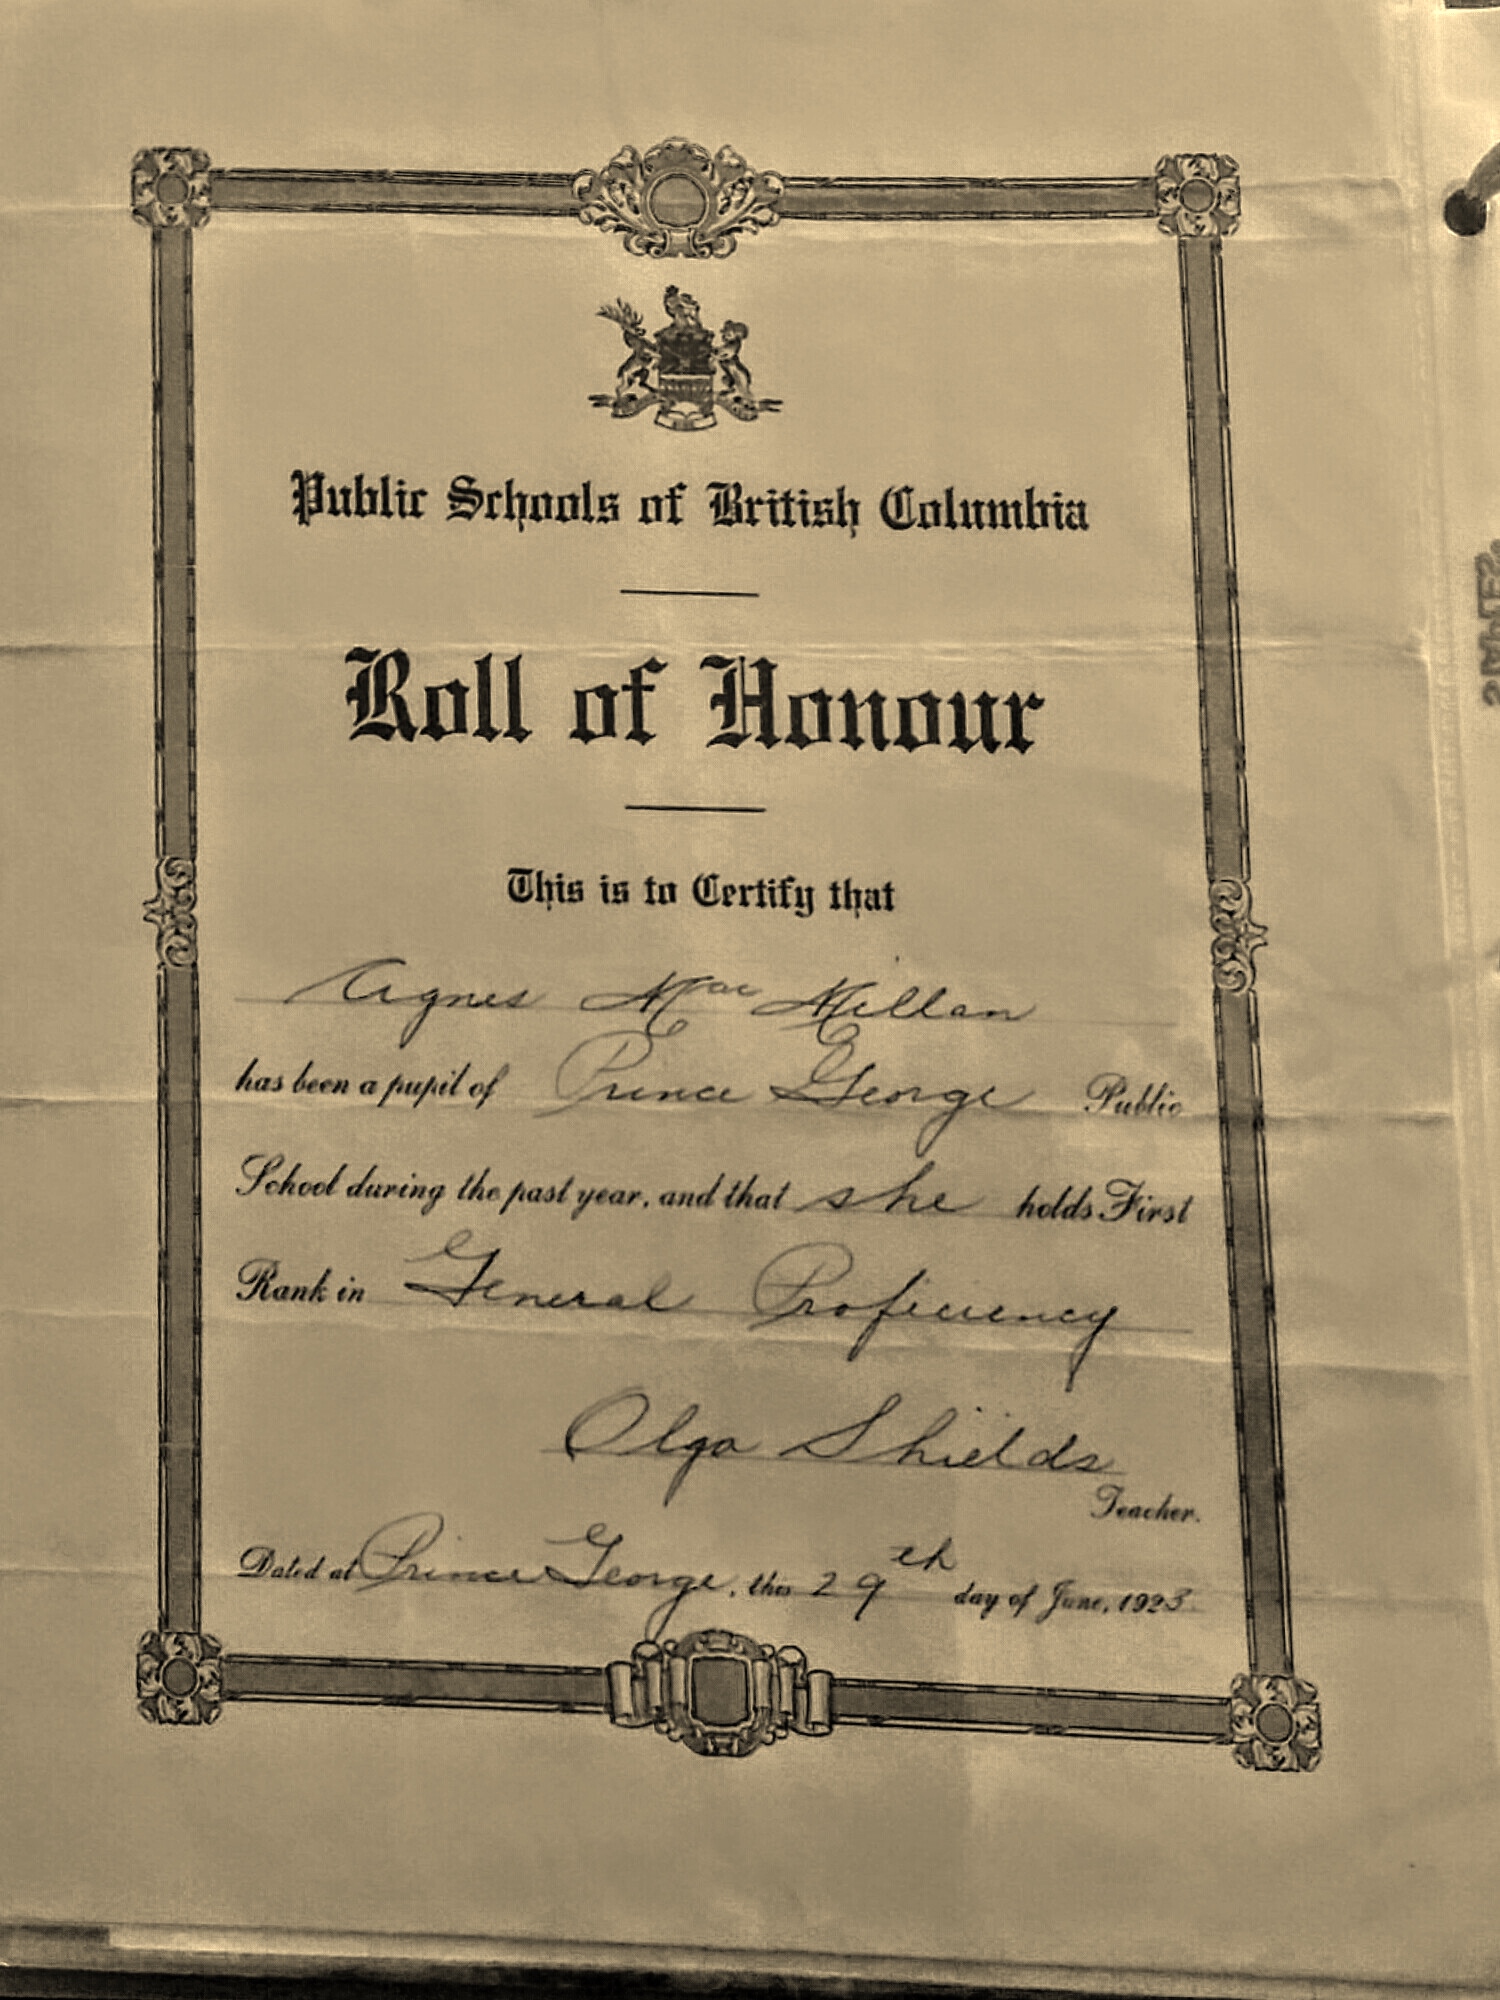 Public Schools of British Columbia
Roll of Honour
This is to Certify that
Agnes MacMillan
has been a pupil of Prince George Public
School during the past year, and that she holds First
Rank in General Proficiency
Olga Shields
Teacher.
Dated at Prince George, this 29th day of June, 1923